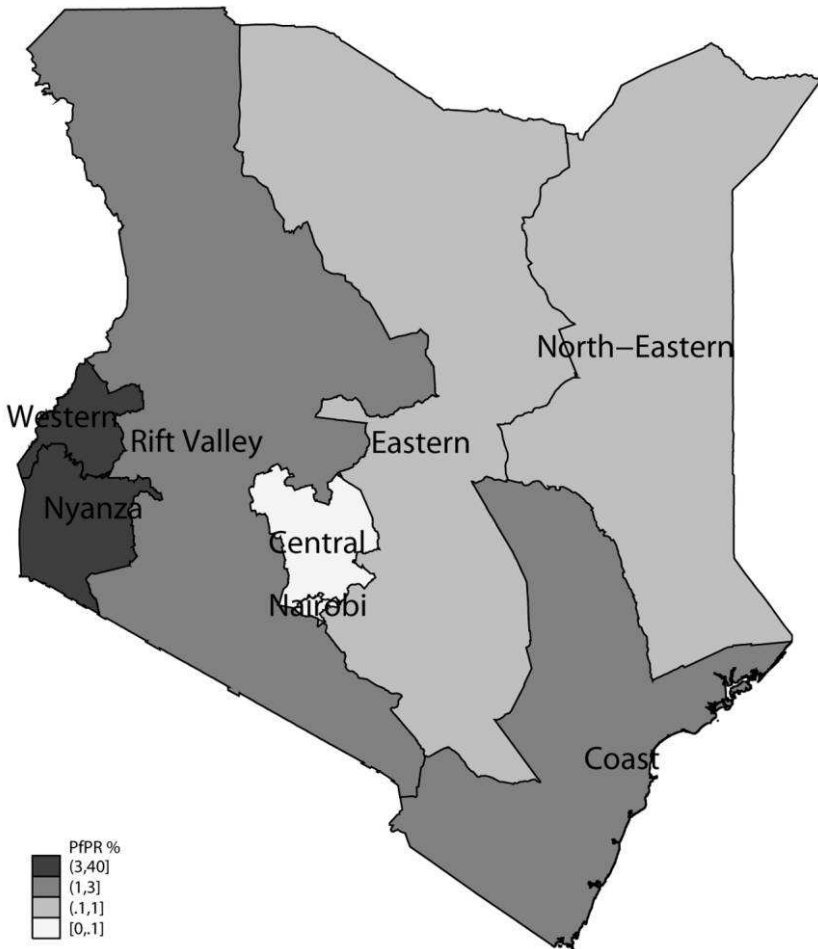 North–Eastern
Western
Rift Valley
Eastern
Nyanza
Central
Nairobi
Coast
PfPR %
(3,40]
(1,3]
(.1,1]
[0,.1]